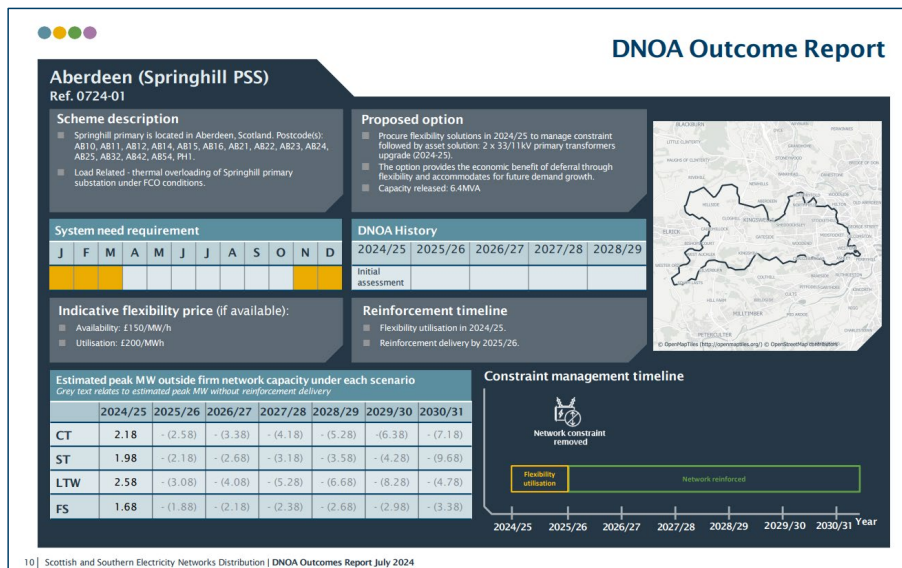 DNOA Outcome Report
Aberdeen (Springhill PSS)
Ref. 0724-01
Scheme description
Springhill primary is located in Aberdeen, Scotland. Postcode(s):
AB10, AB11, AB12, AB14, AB15, AB16, AB21, AB22, AB23, AB24,
AB25, AB32, AB42, AB54, PH1.
Load Related - thermal overloading of Springhill primary
substation under FCO conditions.
Proposed option
Procure flexibility solutions in 2024/25 to manage constraint
followed by asset solution: 2 x 33/11kV primary transformers
upgrade (2024-25).
The option provides the economic benefit of deferral through
flexibility and accommodates for future demand growth.
Capacity released: 6.4MVA
System need requirement
J F M A M J J A S O N D
DNOA History
2024/25 2025/26 2026/27 2027/28 2028/29
Initial
assessment
Indicative flexibility price (if available):
Availability: £150/MW/h
Utilisation: £200/MWh
Reinforcement timeline
Flexibility utilisation in 2024/25.
Reinforcement delivery by 2025/26.
BLACKBURN
PETERCULTER
© OpenMapTiles (http://openmaptiles.org/) © OpenStreetMap contributors
Estimated peak MW outside firm network capacity under each scenario
Grey text relates to estimated peak MW without reinforcement delivery
2024/25 2025/26 2026/27 2027/28 2028/29 2029/30 2030/31
CT 2.18 - (2.58) - (3.38) - (4.18) - (5.28) -(6.38) - (7.18)
ST 1.98 - (2.18) - (2.68) - (3.18) - (3.58) - (4.28) - (9.68)
LTW 2.58 - (3.08) - (4.08) - (5.28) - (6.68) - (8.28) - (4.78)
FS 1.68 - (1.88) - (2.18) - (2.38) - (2.68) - (2.98) - (3.38)
Constraint management timeline
Network constraint
removed
Flexibility
utilisation
Network reinforced
2024/25 2025/26 2026/27 2027/28 2028/29 2029/30 2030/31 Year
10 | Scottish and Southern Electricity Networks Distribution | DNOA Outcomes Report July 2024